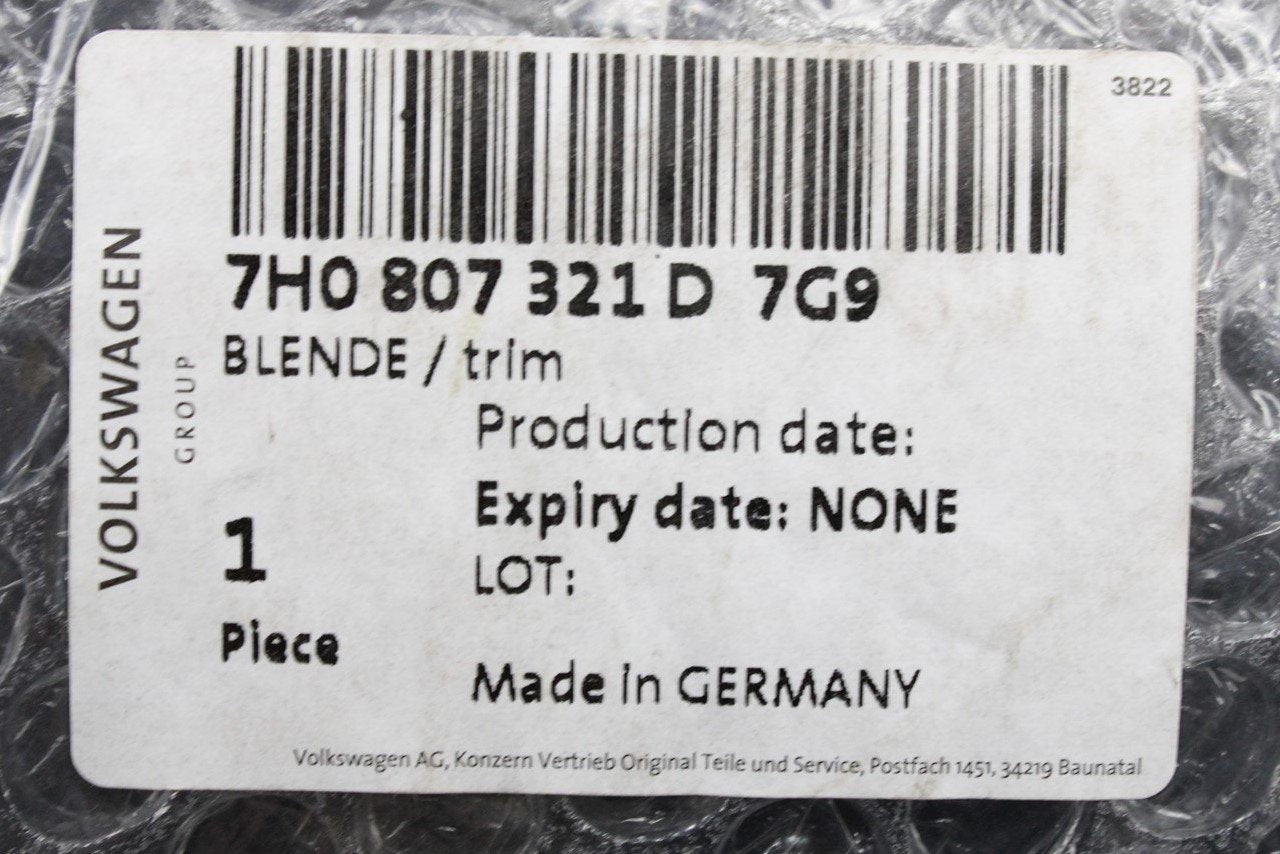 3822
7H0 807 321 D 7G9
BLENDE / trim
Production date:
Expiry date: NONE
LOT:
1
Piece
Made in GERMANY
VOLKSWAGEN
GROUP
Volkswagen AG, Konzern Vertrieb Original Teile und Service, Postfach 1451, 34219 Baunatal